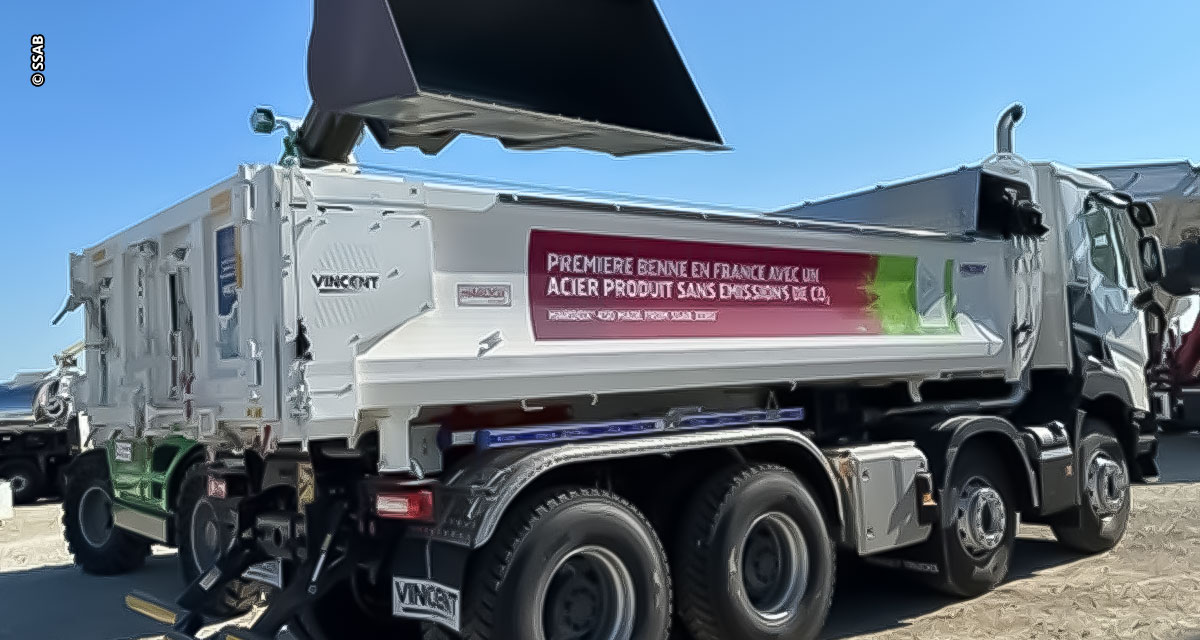 © SSAB
PREMIERE BENNE EN FRANCE AVEC UN
ACIER PRODUIT SANS EMISSIONS DE CO₂
VINCENT
VINCENT